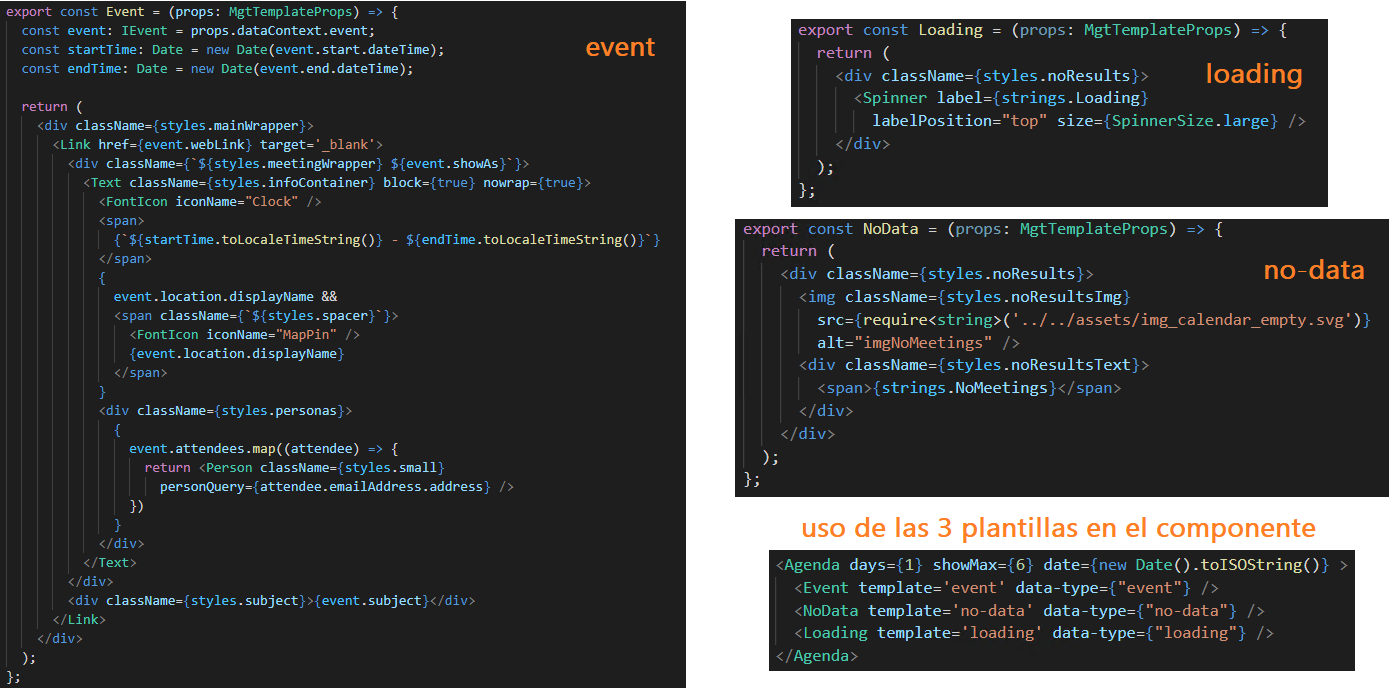 export const Event = (props: MgtTemplateProps) => {
  const event: IEvent = props.dataContext.event;
  const startTime: Date = new Date(event.start.dateTime);
  const endTime: Date = new Date(event.end.dateTime);
event
  return (
    <div className={styles.mainWrapper}>
      <Link href={event.webLink} target='_blank'>
        <div className={`${styles.meetingWrapper} ${event.showAs}`}>
          <Text className={styles.infoContainer} block={true} nowrap={true}>
            <FontIcon iconName="Clock" />
            <span>
              {`${startTime.toLocaleTimeString()} - ${endTime.toLocaleTimeString()}`}
            </span>
            {
              event.location.displayName &&
              <span className={`${styles.spacer}`}>
                <FontIcon iconName="MapPin" />
                {event.location.displayName}
              </span>
            }
            <div className={styles.personas}>
              {
                event.attendees.map((attendee) => {
                  return <Person className={styles.small}
                    personQuery={attendee.emailAddress.address} />
                })
              }
            </div>
          </Text>
        </div>
        <div className={styles.subject}>{event.subject}</div>
      </Link>
    </div>
  );
};
export const Loading = (props: MgtTemplateProps) => {
  return (
    <div className={styles.noResults}>
loading
      <Spinner label={strings.Loading}
        labelPosition="top" size={SpinnerSize.large} />
    </div>
  );
};
export const NoData = (props: MgtTemplateProps) => {
  return (
    <div className={styles.noResults}>
no-data
      <img className={styles.noResultsImg}
        src={require<string>('../../assets/img_calendar_empty.svg')}
        alt="imgNoMeetings" />
      <div className={styles.noResultsText}>
        <span>{strings.NoMeetings}</span>
      </div>
    </div>
  );
};
uso de las 3 plantillas en el componente
<Agenda days={1} showMax={6} date={new Date().toISOString()} >
  <Event template='event' data-type={"event"} />
  <NoData template='no-data' data-type={"no-data"} />
  <Loading template='loading' data-type={"loading"} />
</Agenda>